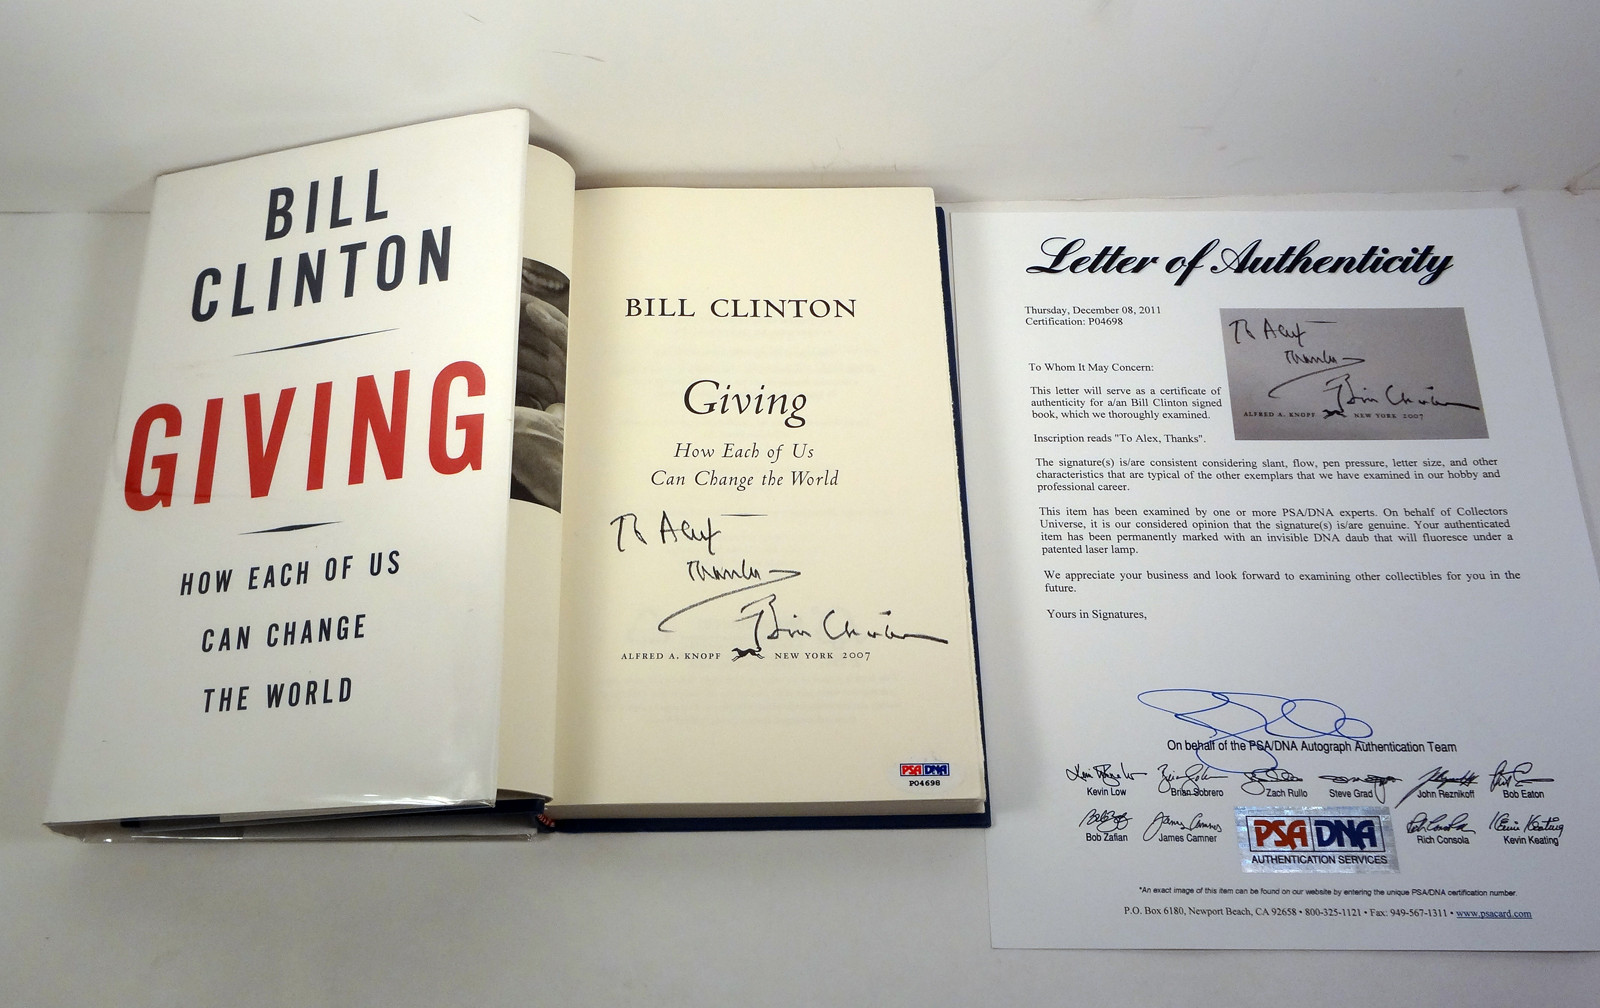 BILL
CLINTON
GIVING
HOW EACH OF US
CAN CHANGE
THE WORLD
BILL CLINTON
Giving
How Each of Us
Can Change the World
To Alex
Thanks
Bill Clinton
ALFRED A. KNOPF NEW YORK 2007
PSA DNA
P04698
Letter of Authenticity
Thursday, December 08, 2011
Certification: P04698
To Alex
Thanks
Bill Clinton
ALFRED A. KNOPF NEW YORK 2007
To Whom It May Concern:
This letter will serve as a certificate of
authenticity for a/an Bill Clinton signed
book, which we thoroughly examined.
Inscription reads "To Alex, Thanks".
The signature(s) is/are consistent considering slant, flow, pen pressure, letter size, and other
characteristics that are typical of the other exemplars that we have examined in our hobby and
professional career.
This item has been examined by one or more PSA/DNA experts. On behalf of Collectors
Universe, it is our considered opinion that the signature(s) is/are genuine. Your authenticated
item has been permanently marked with an invisible DNA daub that will fluoresce under a
patented laser lamp.
We appreciate your business and look forward to examining other collectibles for you in the
future.
Yours in Signatures,
On behalf of the PSA/DNA Autograph Authentication Team
Kevin Low Brian Sobrero Zach Rullo Steve Grad John Reznikoff Bob Eaton
Bob Zafian James Camner Rich Consola Kevin Keating
PSA DNA
AUTHENTICATION SERVICES
*An exact image of this item can be found on our website by entering the unique PSA/DNA certification number.
P.O. Box 6180, Newport Beach, CA 92658 • 800-325-1121 • Fax: 949-567-1311 • www.psacard.com